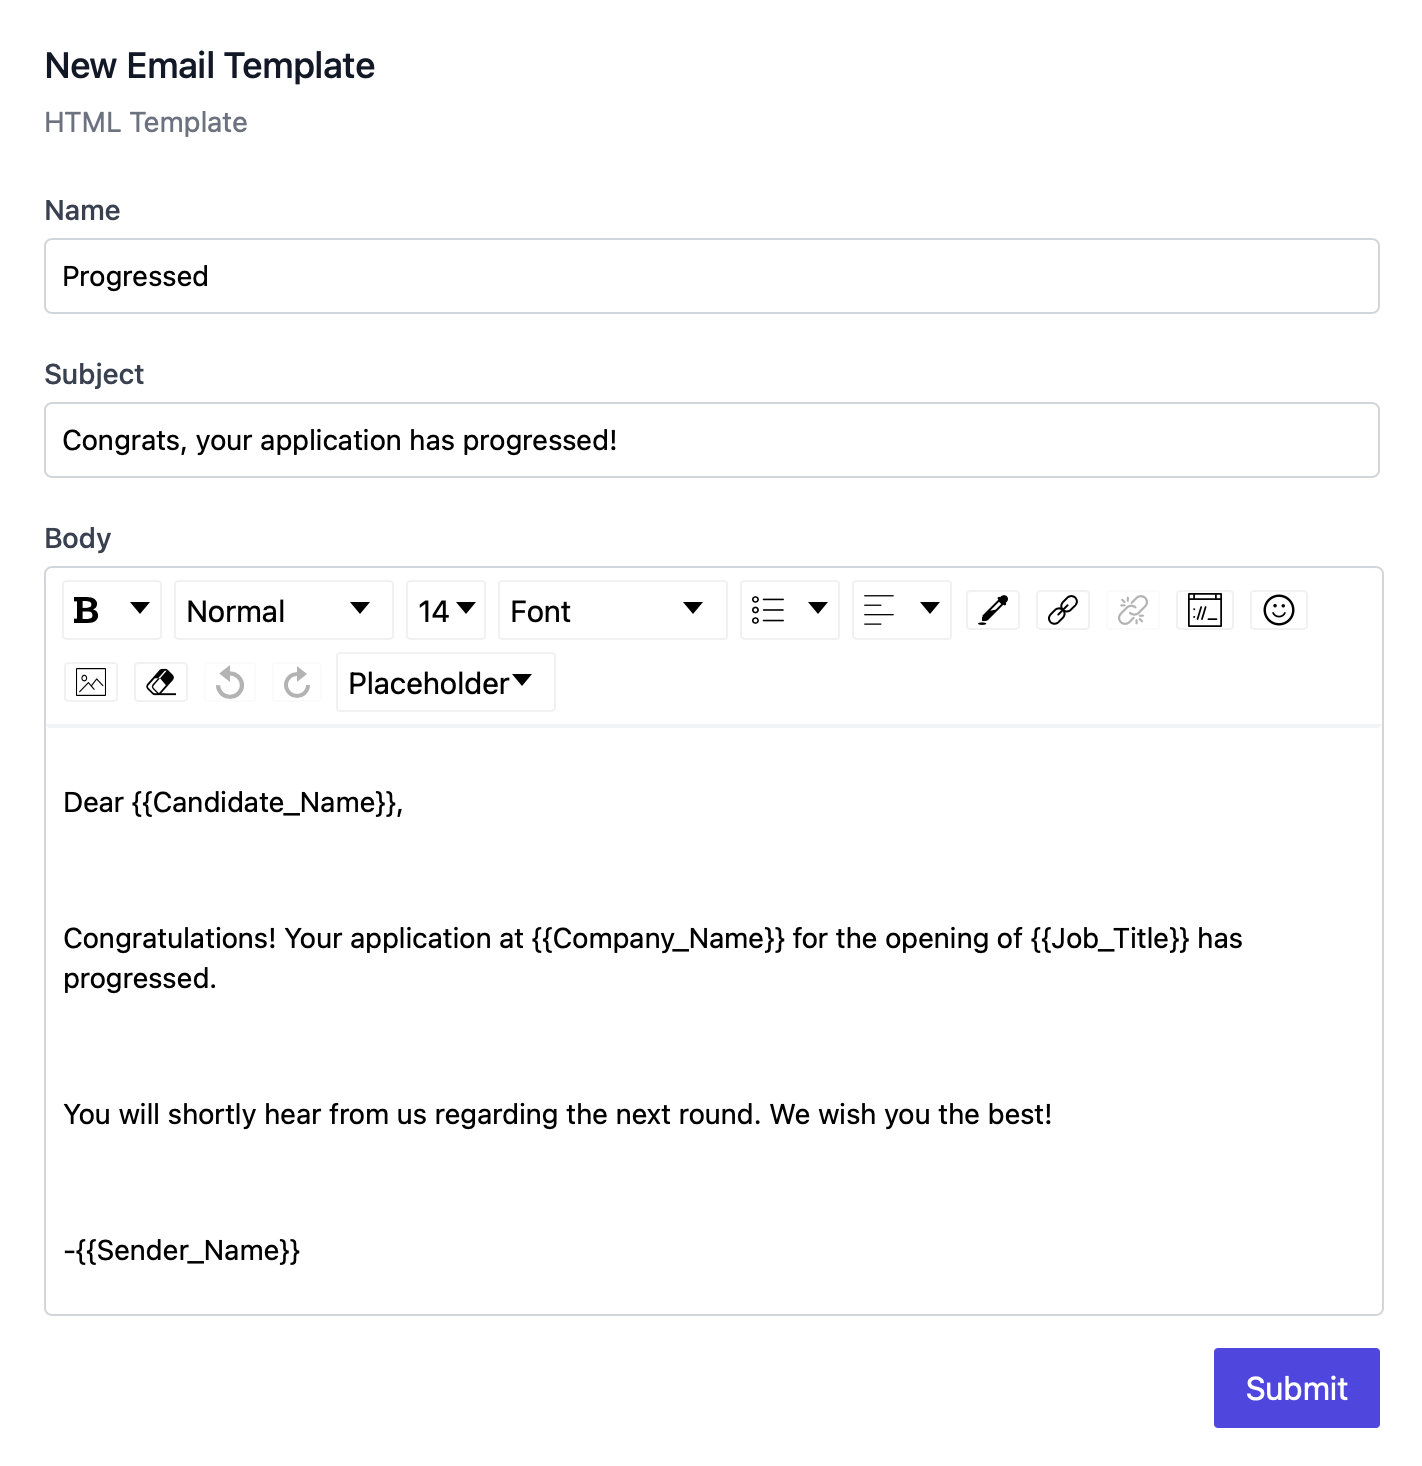 New Email Template
HTML Template
Name
Progressed
Subject
Congrats, your application has progressed!
Body
B Normal 14 Font
Placeholder
Dear {{Candidate_Name}},
Congratulations! Your application at {{Company_Name}} for the opening of {{Job_Title}} has
progressed.
You will shortly hear from us regarding the next round. We wish you the best!
-{{Sender_Name}}
Submit